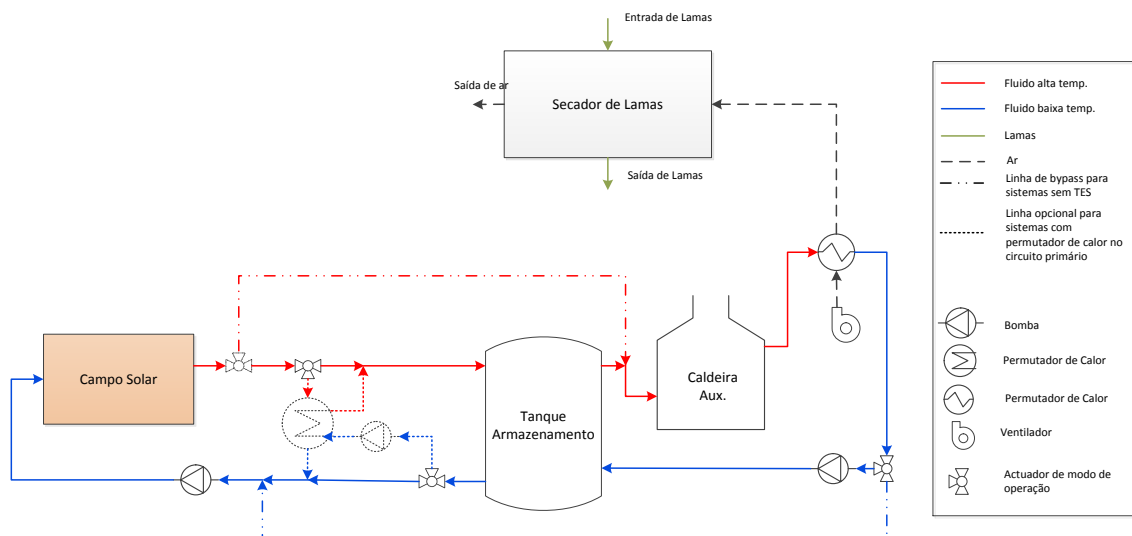 Entrada de Lamas
Saída de ar
Secador de Lamas
Saída de Lamas
Campo Solar
Tanque
Armazenamento
Caldeira
Aux.
Fluido alta temp.
Fluido baixa temp.
Lamas
Ar
Linha de bypass para
sistemas sem TES
Linha opcional para
sistemas com
permutador de calor no
circuito primário
Bomba
Permutador de Calor
Permutador de Calor
Ventilador
Actuador de modo de
operação